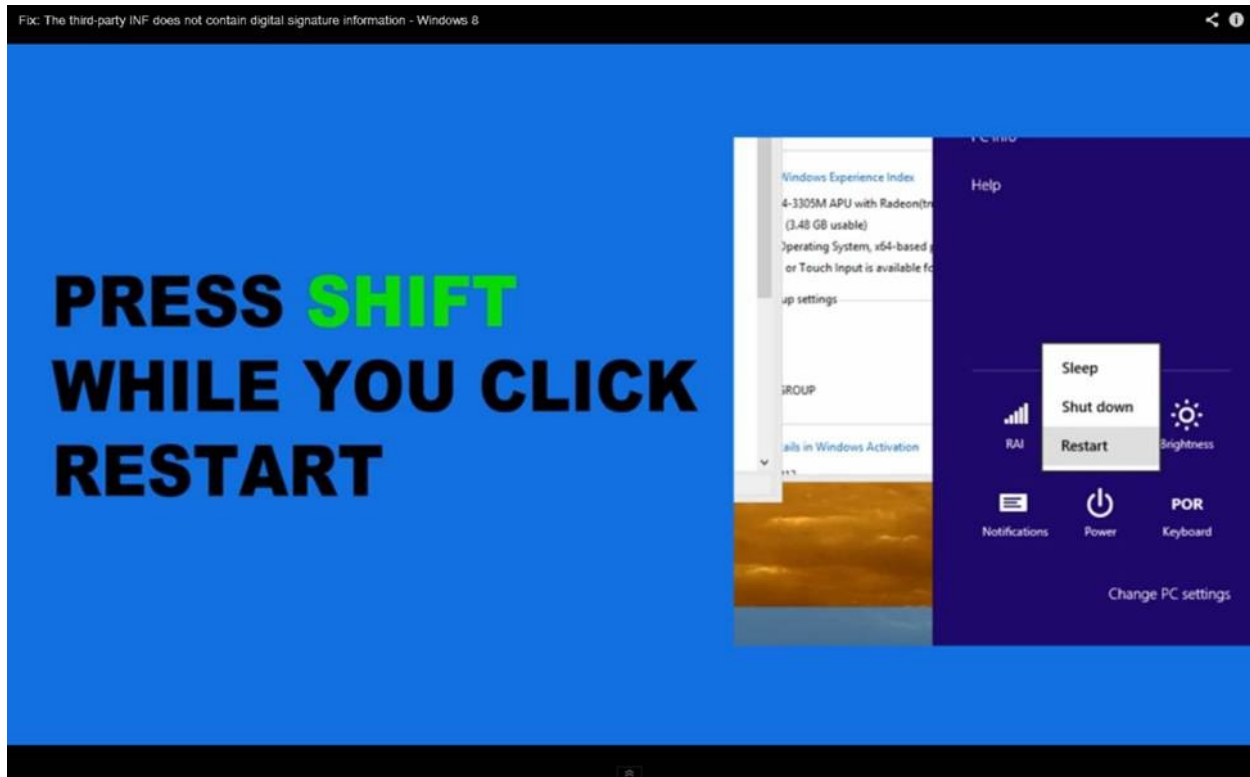 Fix: The third-party INF does not contain digital signature information - Windows 8
PRESS SHIFT
WHILE YOU CLICK
RESTART
Windows Experience Index
4-3305M APU with Radeon(tm
(3.48 GB usable)
Operating System, x64-based p
or Touch Input is available fo
up settings
GROUP
ails in Windows Activation
PC info
Help
Sleep
Shut down
Restart
RAI
Brightness
Notifications
Power
POR
Keyboard
Change PC settings